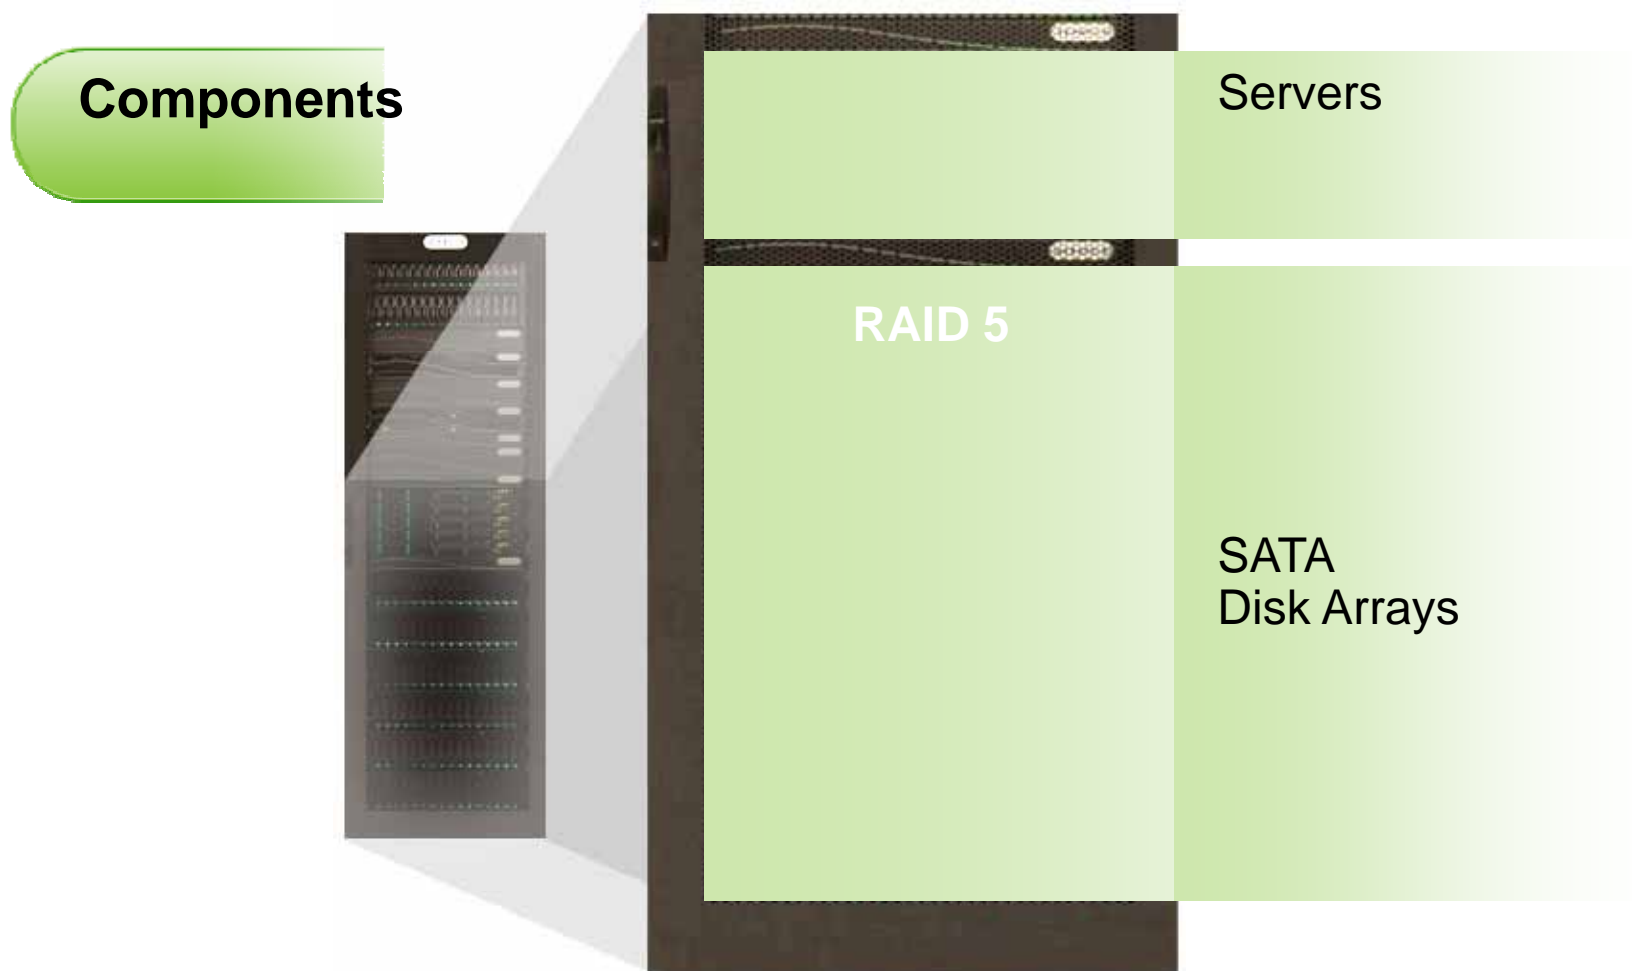 Components
Servers
RAID 5
SATA
Disk Arrays